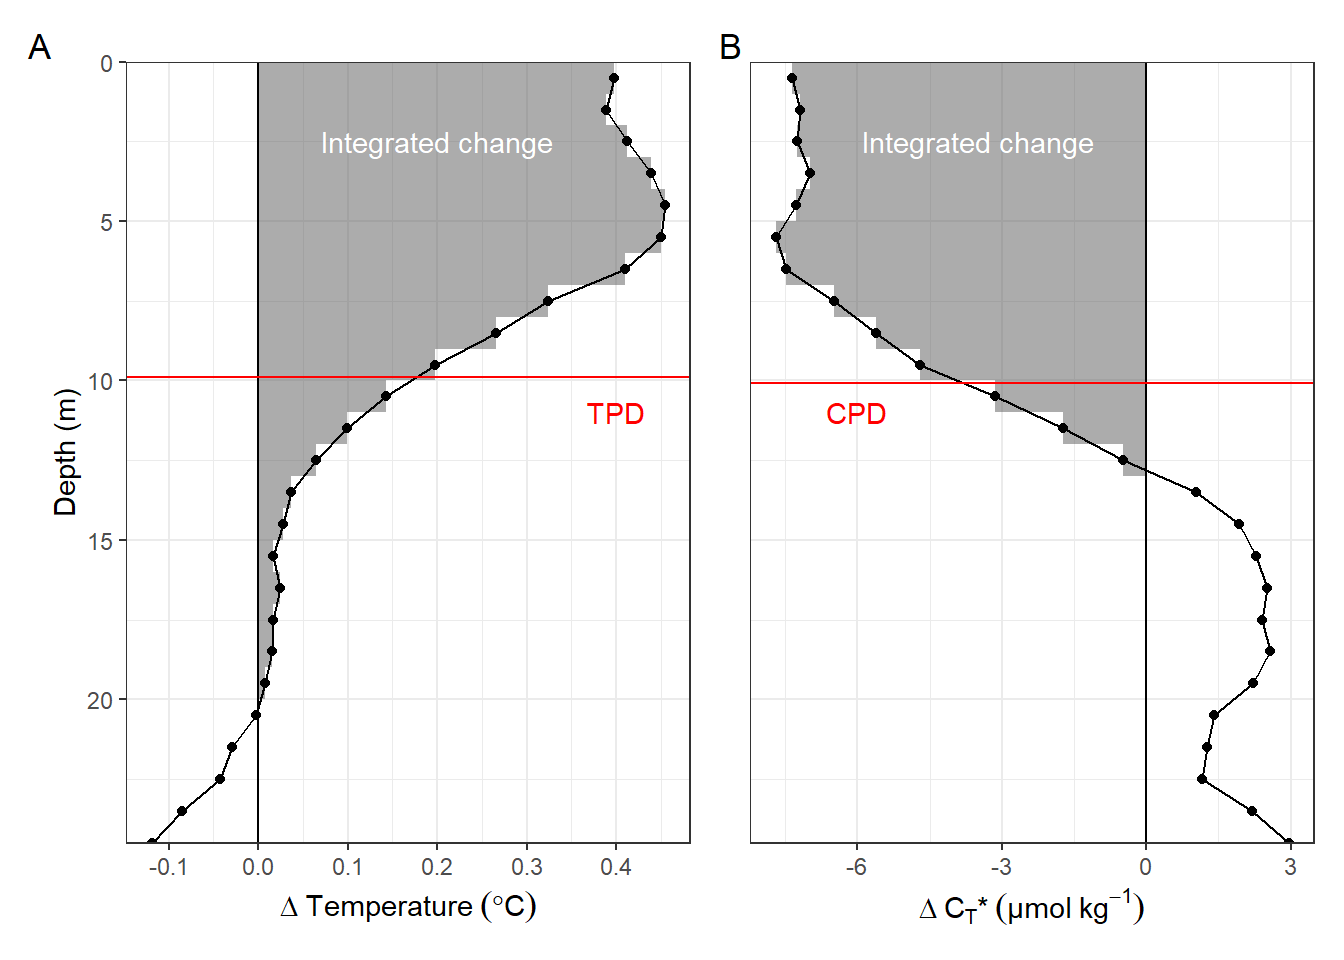 A
B
0
5
10
15
20
Depth (m)
Integrated change
TPD
-0.1
0.0
0.1
0.2
0.3
0.4
Δ Temperature (°C)
Integrated change
CPD
-6
-3
0
3
Δ C_T* (µmol kg⁻¹)